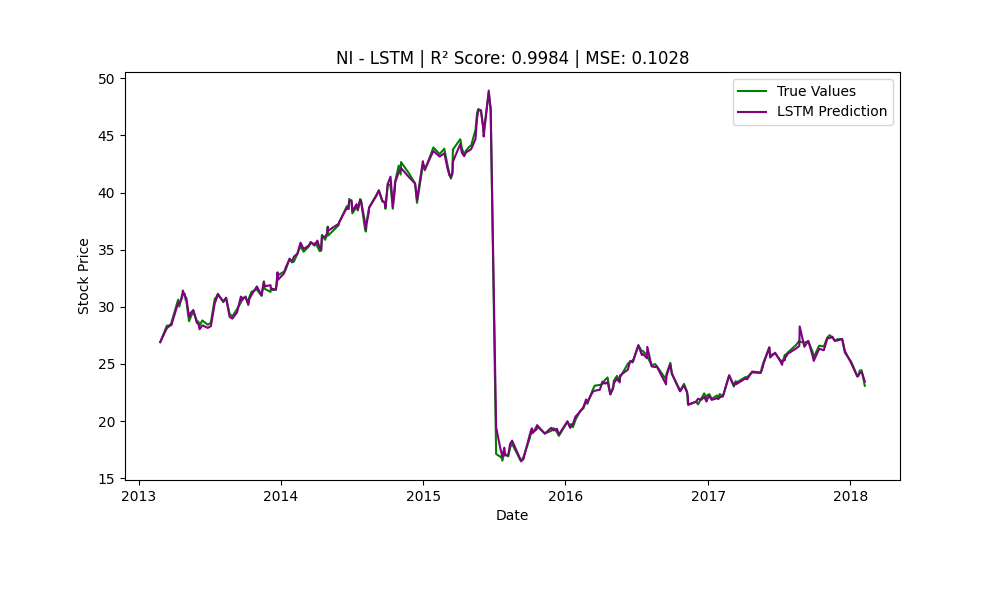 NI - LSTM | R² Score: 0.9984 | MSE: 0.1028
True Values
LSTM Prediction
Stock Price
50
45
40
35
30
25
20
15
2013 2014 2015 2016 2017 2018
Date